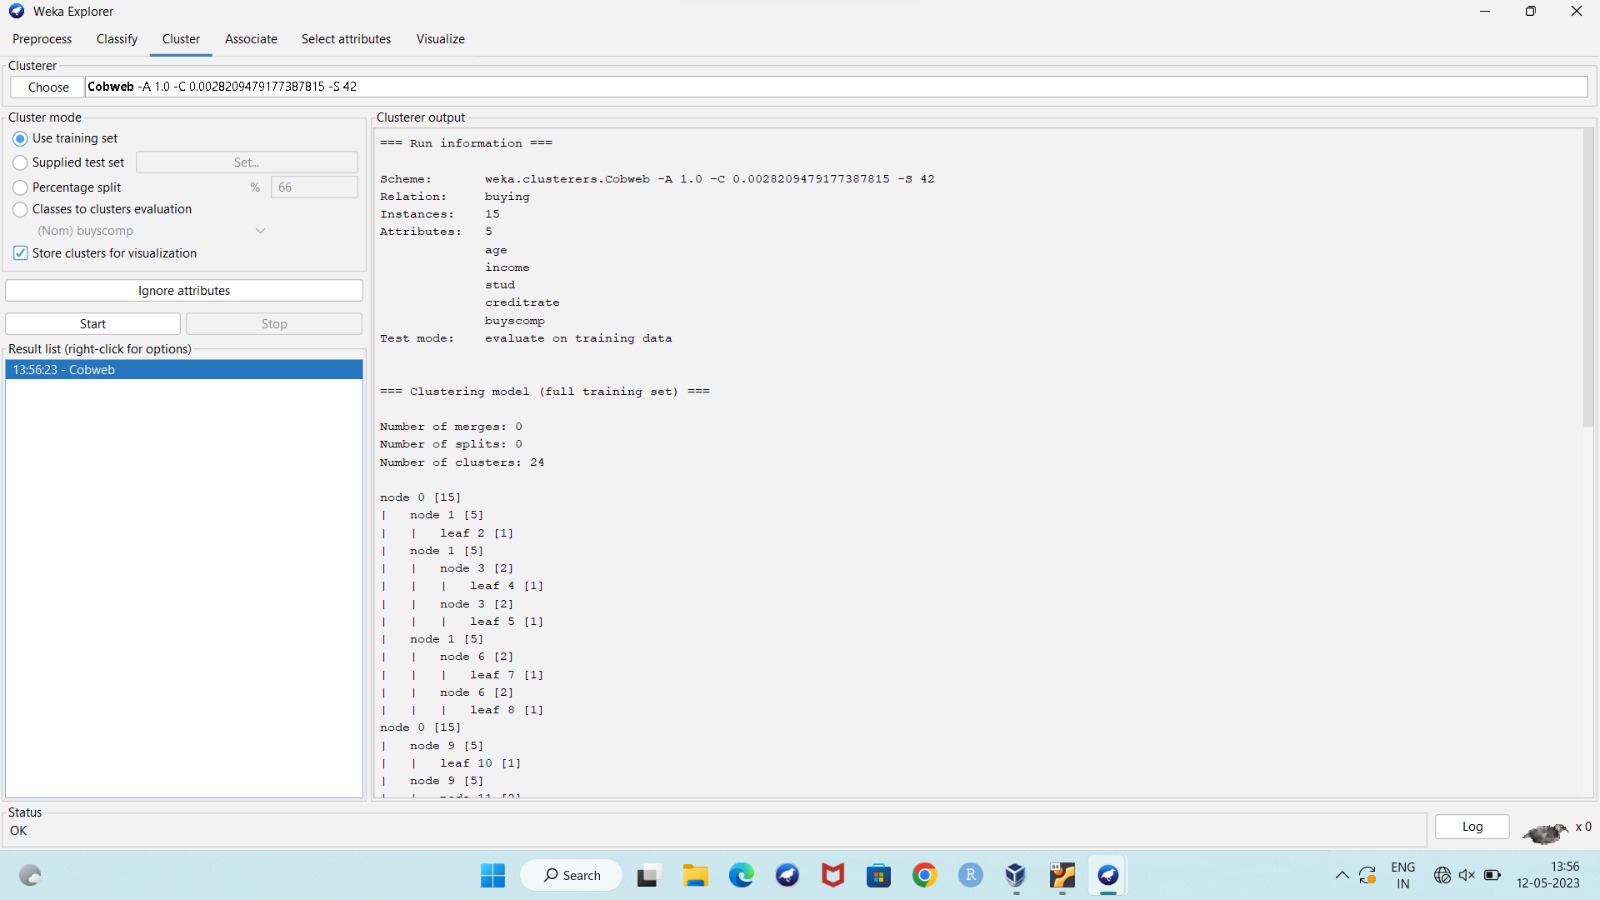 Weka Explorer
Preprocess Classify Cluster Associate Select attributes Visualize
Clusterer
Choose Cobweb -A 1.0 -C 0.0028209479177387815 -S 42
Cluster mode
Use training set
Supplied test set Set...
Percentage split % 66
Classes to clusters evaluation
(Nom) buyscomp
Store clusters for visualization
Ignore attributes
Start Stop
Result list (right-click for options)
13:56:23 - Cobweb
Clusterer output
=== Run information ===
Scheme: weka.clusterers.Cobweb -A 1.0 -C 0.0028209479177387815 -S 42
Relation: buying
Instances: 15
Attributes: 5
age
income
stud
creditrate
buyscomp
Test mode: evaluate on training data
=== Clustering model (full training set) ===
Number of merges: 0
Number of splits: 0
Number of clusters: 24
node 0 [15]
| node 1 [5]
| | leaf 2 [1]
| node 1 [5]
| | node 3 [2]
| | | leaf 4 [1]
| | node 3 [2]
| | | leaf 5 [1]
| node 1 [5]
| | node 6 [2]
| | | leaf 7 [1]
| | node 6 [2]
| | | leaf 8 [1]
node 0 [15]
| node 9 [5]
| | leaf 10 [1]
| node 9 [5]
| | node 11 [2]
Status
OK
Log x 0
Search
ENG
IN
13:56
12-05-2023